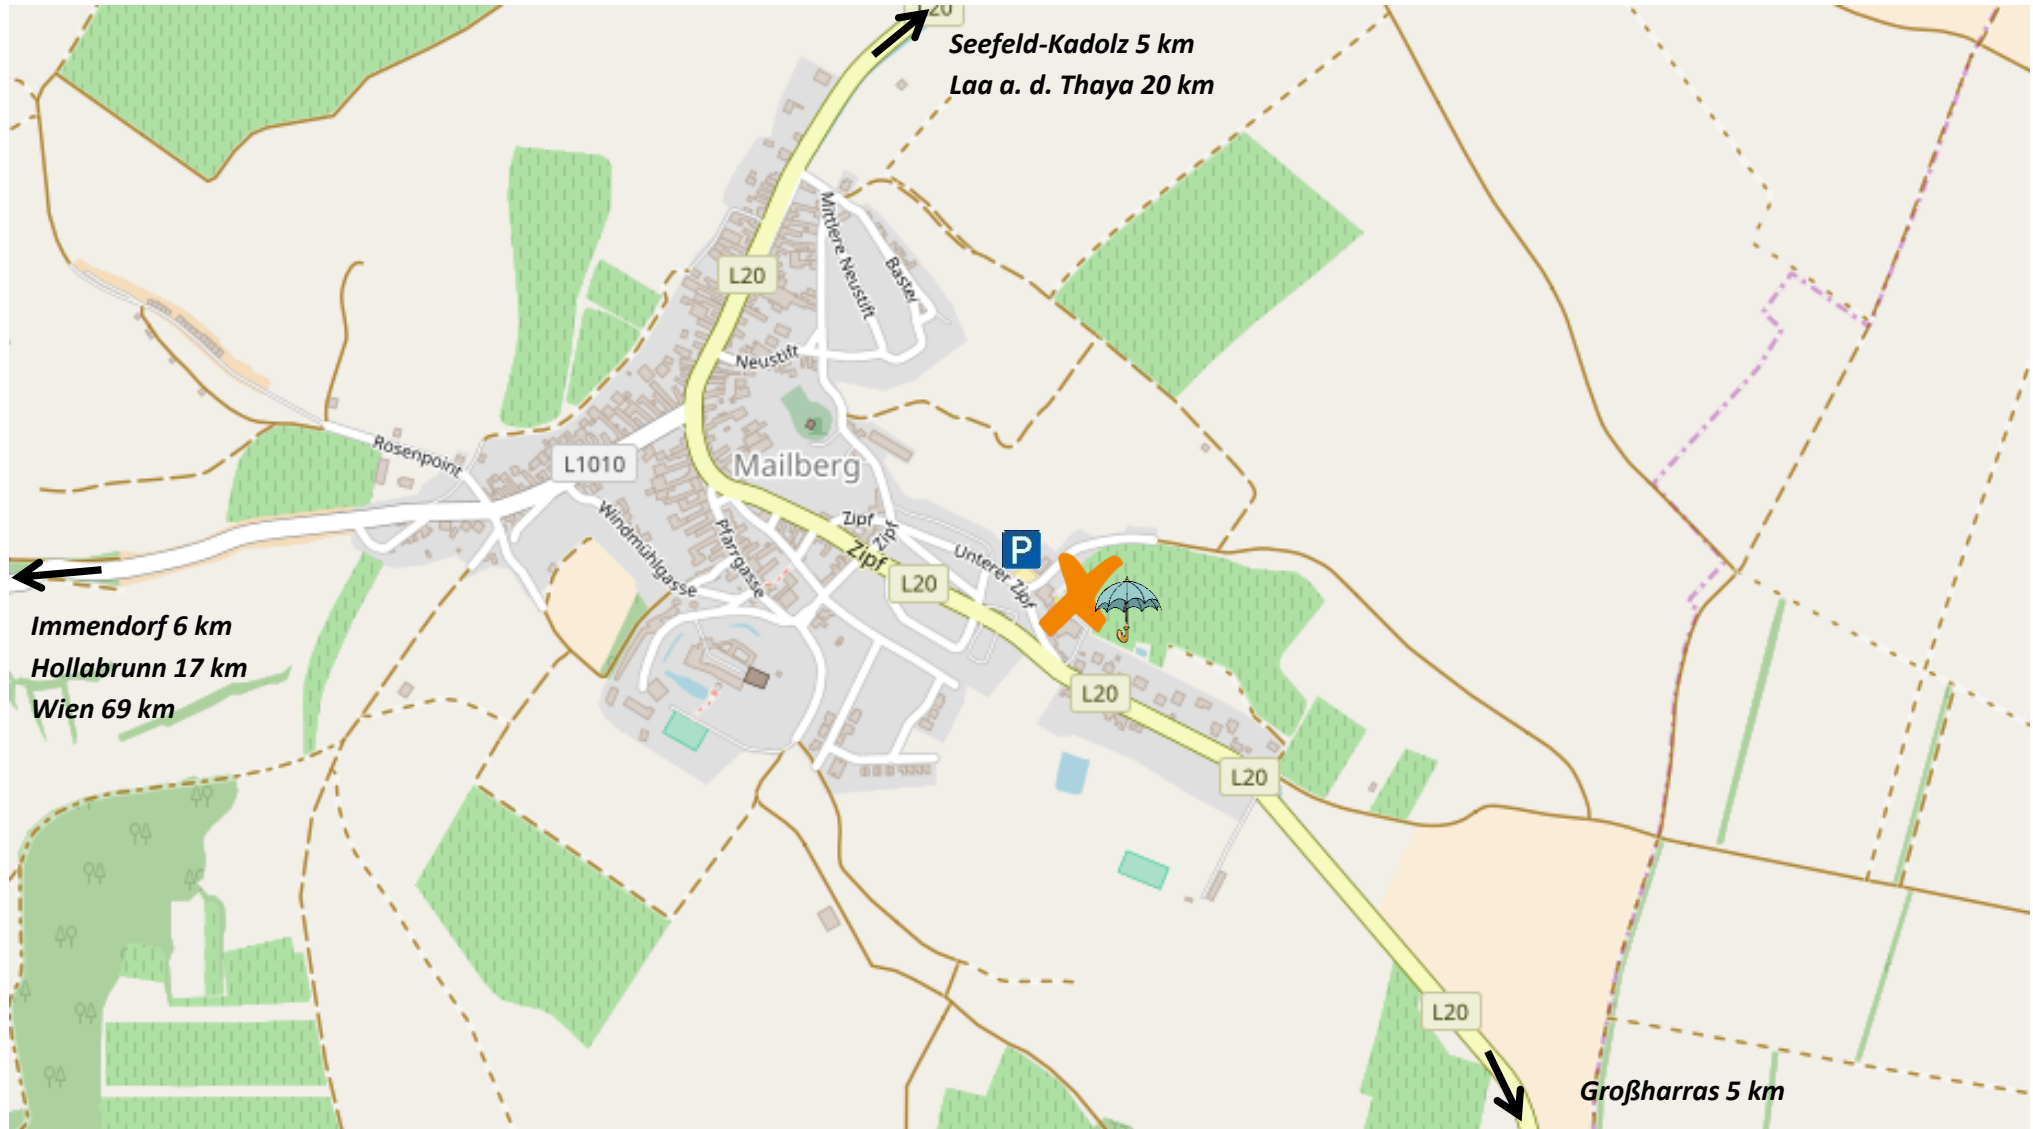 L20
Seefeld-Kadolz 5 km
Laa a. d. Thaya 20 km
Mittlere Neustift
Baster
L20
Neustift
Rosenpoint
L1010
Mailberg
Windmühlgasse
Pfarrgasse
Zipf
Zipf
Zipf
Unterer Zipf
P
L20
Immendorf 6 km
Hollabrunn 17 km
Wien 69 km
L20
L20
L20
Großharras 5 km